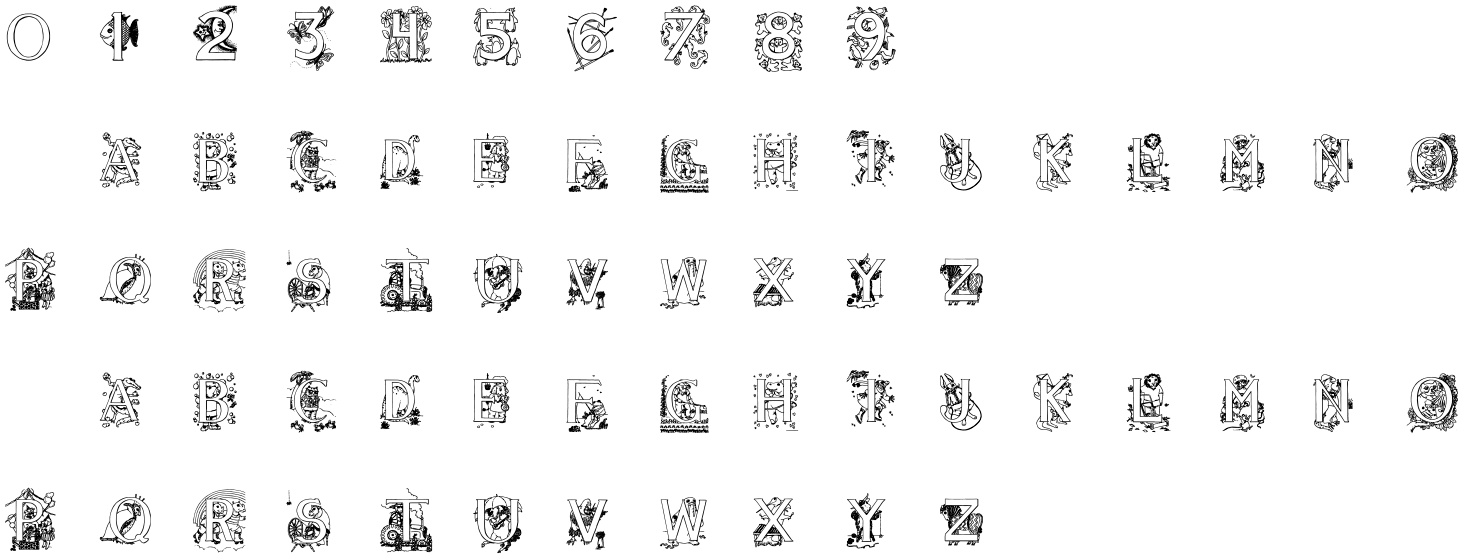 0 1 2 3 4 5 6 7 8 9
A B C D E F G H I J K L M N O
P Q R S T U V W X Y Z
A B C D E F G H I J K L M N O
P Q R S T U V W X Y Z